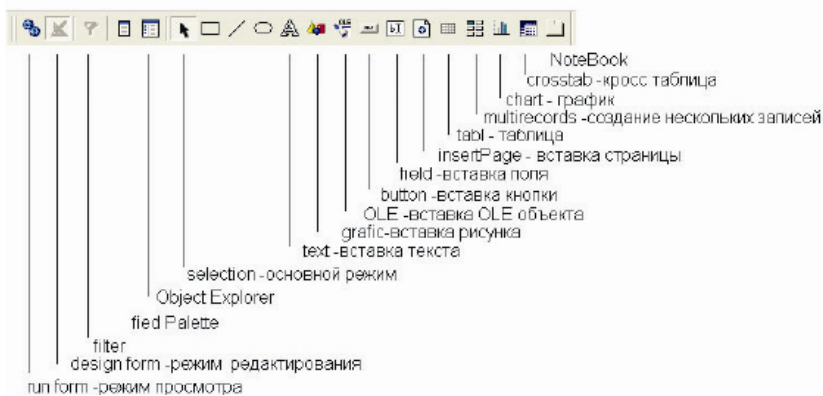 NoteBook
crosstab -кросс таблица
chart - график
multirecords -создание нескольких записей
tabl - таблица
insertPage - вставка страницы
field -вставка поля
button -вставка кнопки
OLE -вставка OLE объекта
grafic-вставка рисунка
text -вставка текста
selection -основной режим
Object Explorer
fied Palette
filter
design form -режим редактирования
run form -режим просмотра